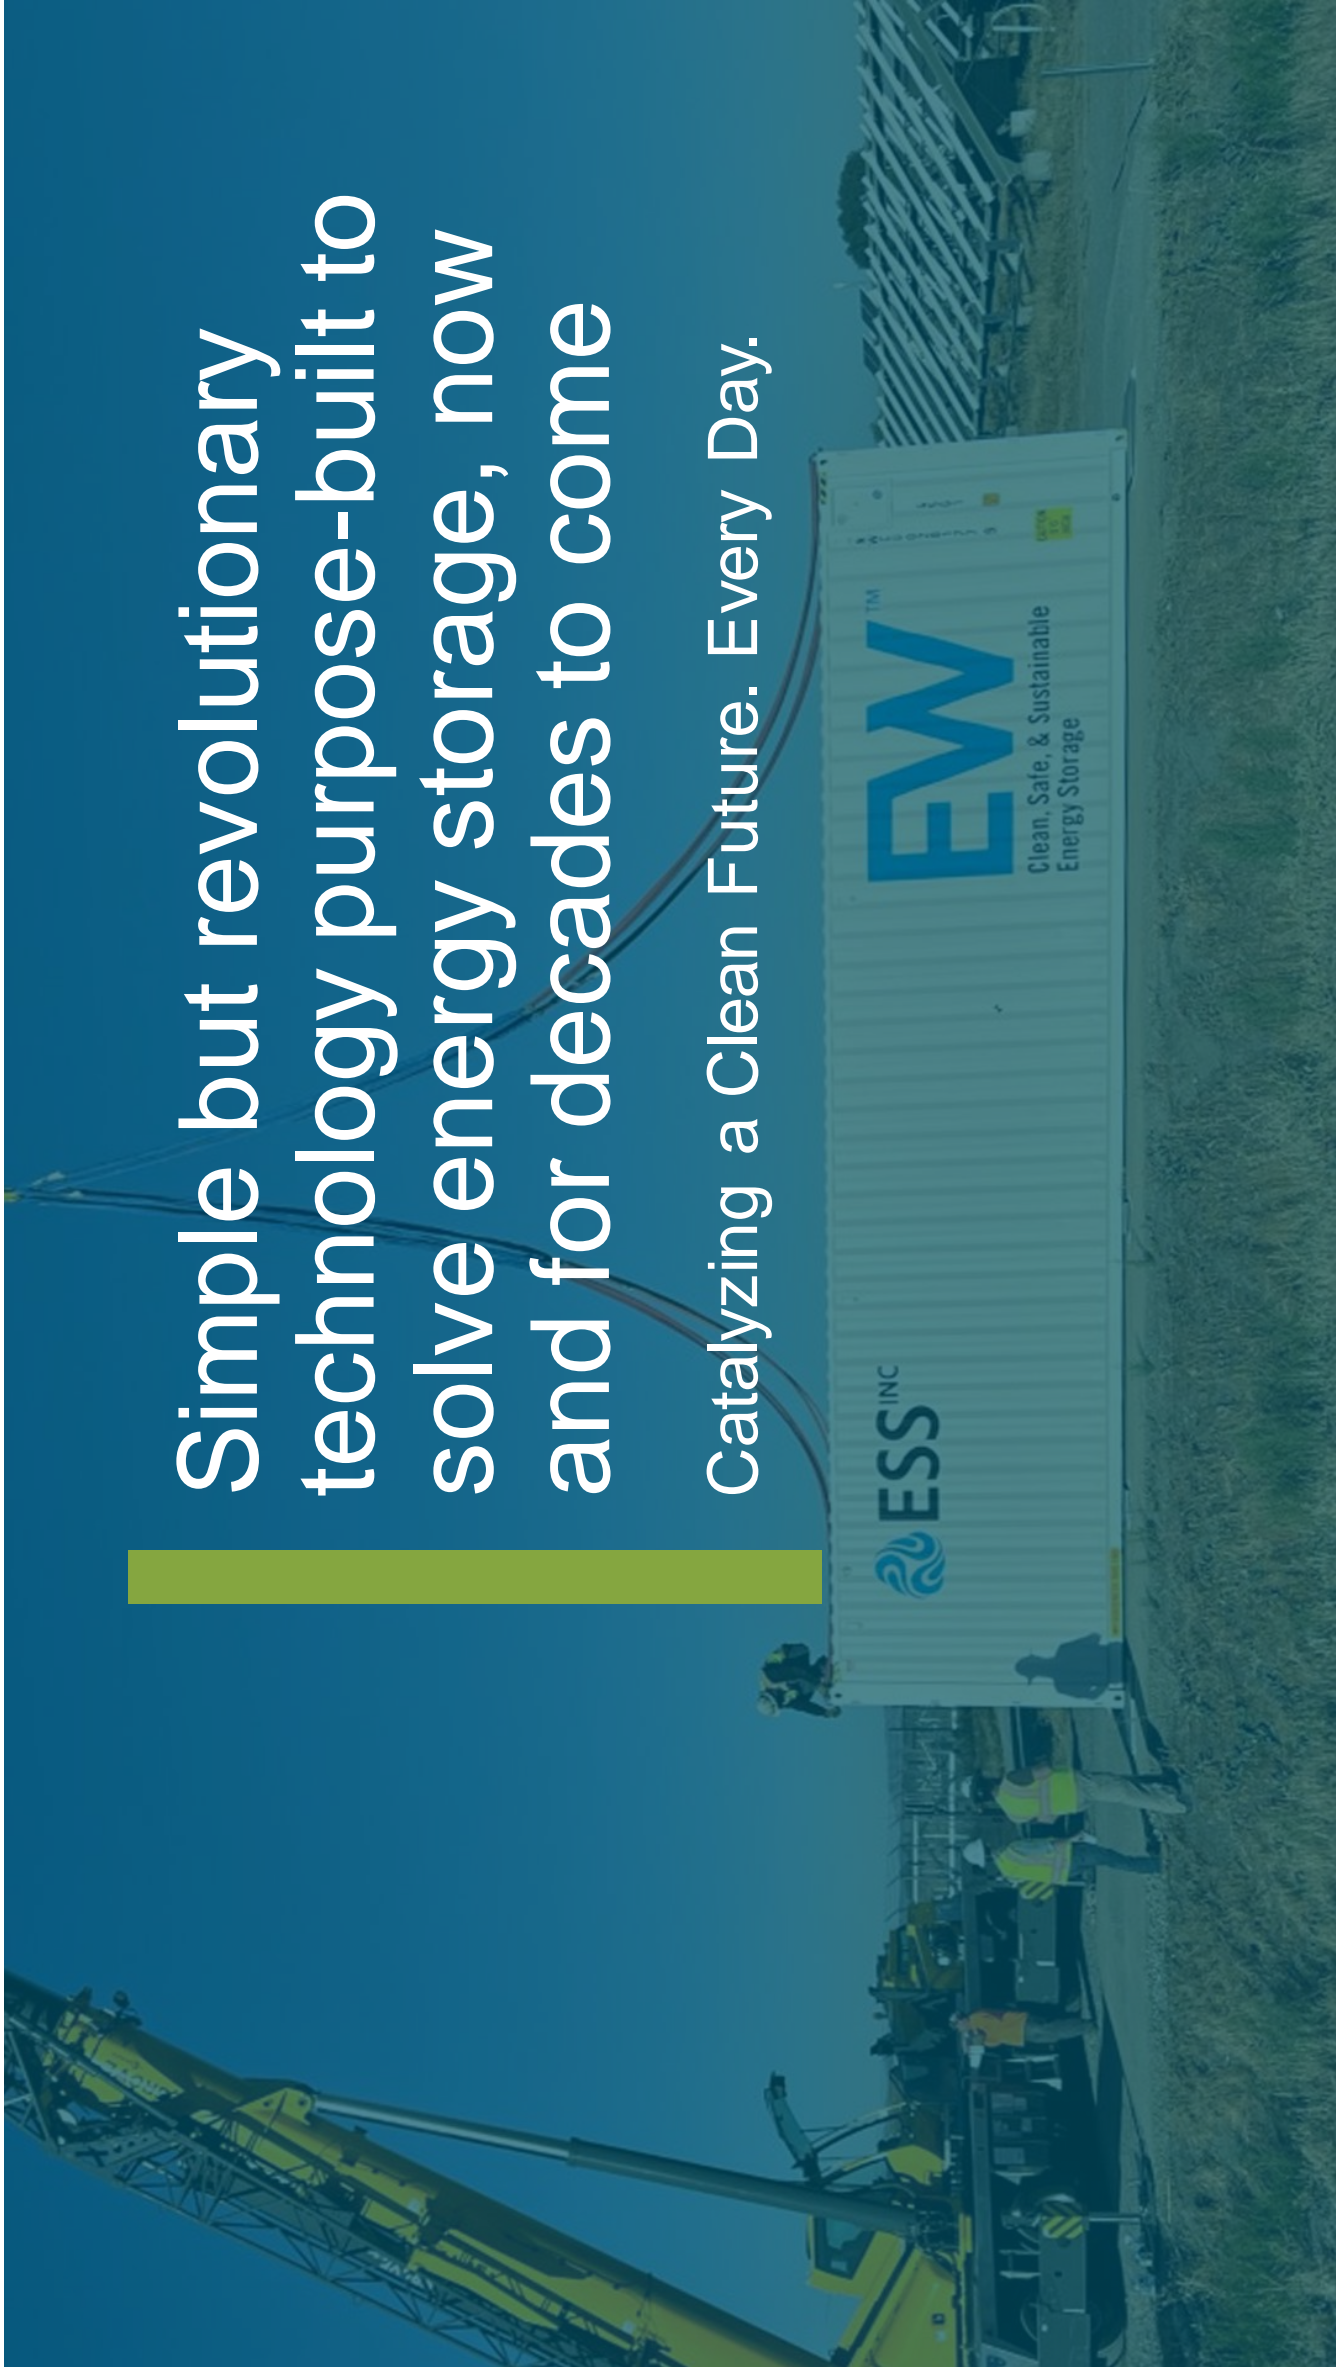 Simple but revolutionary
technology purpose-built to
solve energy storage, now
and for decades to come
Catalyzing a Clean Future. Every Day.
ESS INC
EW™
Clean, Safe, & Sustainable
Energy Storage